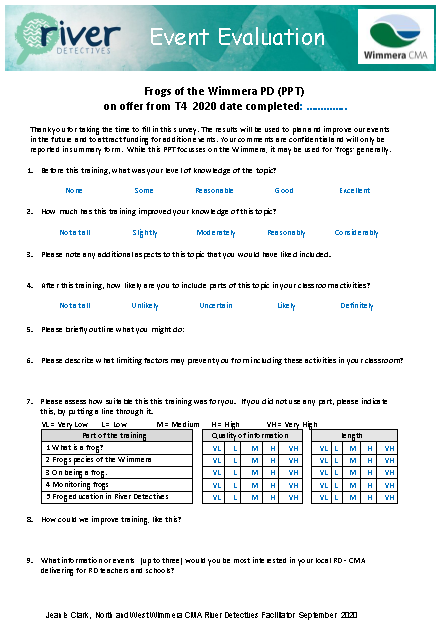 river
DETECTIVES
Event Evaluation
Wimmera CMA
Frogs of the Wimmera PD (PPT)
on offer from T4 2020 date completed: ..............
Thank you for taking the time to fill in this survey. The results will be used to plan and improve our events
in the future and to attract funding for addition events. Your comments are confidential and will only be
reported in summary form. While this PPT focusses on the Wimmera, it may be used for 'frogs' generally.
1. Before this training, what was your level of knowledge of the topic?
None Some Reasonable Good Excellent
2. How much has this training improved your knowledge of this topic?
Not at all Slightly Moderately Reasonably Considerably
3. Please note any additional aspects to this topic that you would have liked included.
4. After this training, how likely are you to include parts of this topic in your classroom activities?
Not at all Unlikely Uncertain Likely Definitely
5. Please briefly outline what you might do:
6. Please describe what limiting factors may prevent you from including these activities in your classroom?
7. Please assess how suitable this this training was for you. If you did not use any part, please indicate
this, by putting a line through it.
VL = Very Low L = Low M = Medium H = High VH = Very High
Part of the training Quality of information length
1 What is a frog? VL L M H VH VL L M H VH
2 Frog species of the Wimmera VL L M H VH VL L M H VH
3 On being a frog. VL L M H VH VL L M H VH
4 Monitoring frogs VL L M H VH VL L M H VH
5 Frog education in River Detectives VL L M H VH VL L M H VH
8. How could we improve training, like this?
9. What information or events (up to three) would you be most interested in your local RD - CMA
delivering for RD teachers and schools?
Jeanie Clark, North and West Wimmera CMA River Detectives Facilitator September 2020